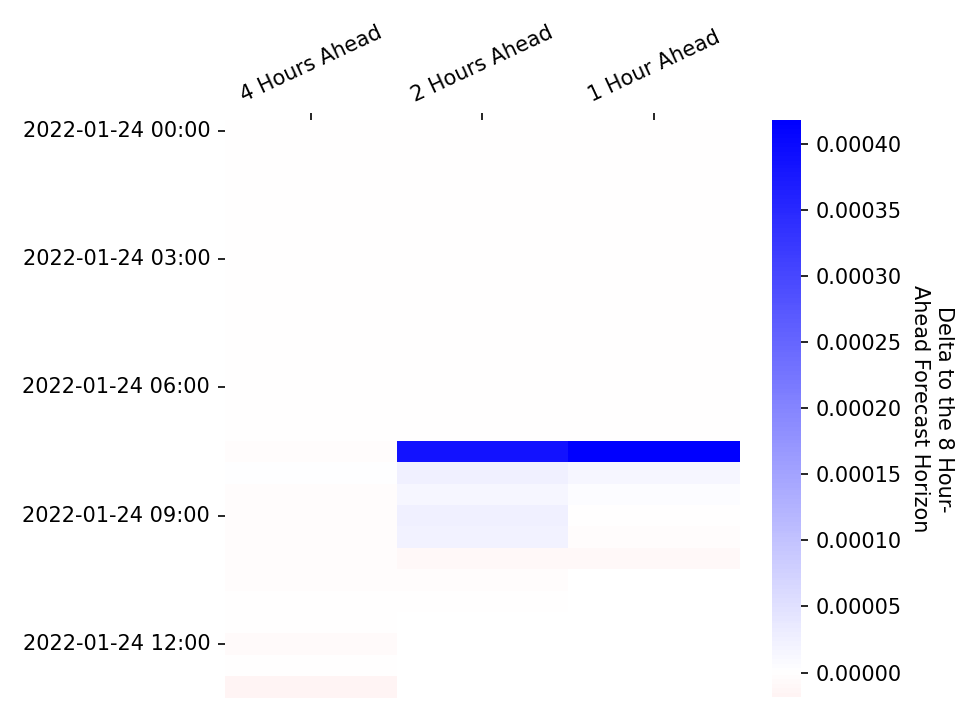 4 Hours Ahead
2 Hours Ahead
1 Hour Ahead
2022-01-24 00:00
2022-01-24 03:00
2022-01-24 06:00
2022-01-24 09:00
2022-01-24 12:00
0.00040
0.00035
0.00030
0.00025
0.00020
0.00015
0.00010
0.00005
0.00000
Delta to the 8 Hour-
Ahead Forecast Horizon